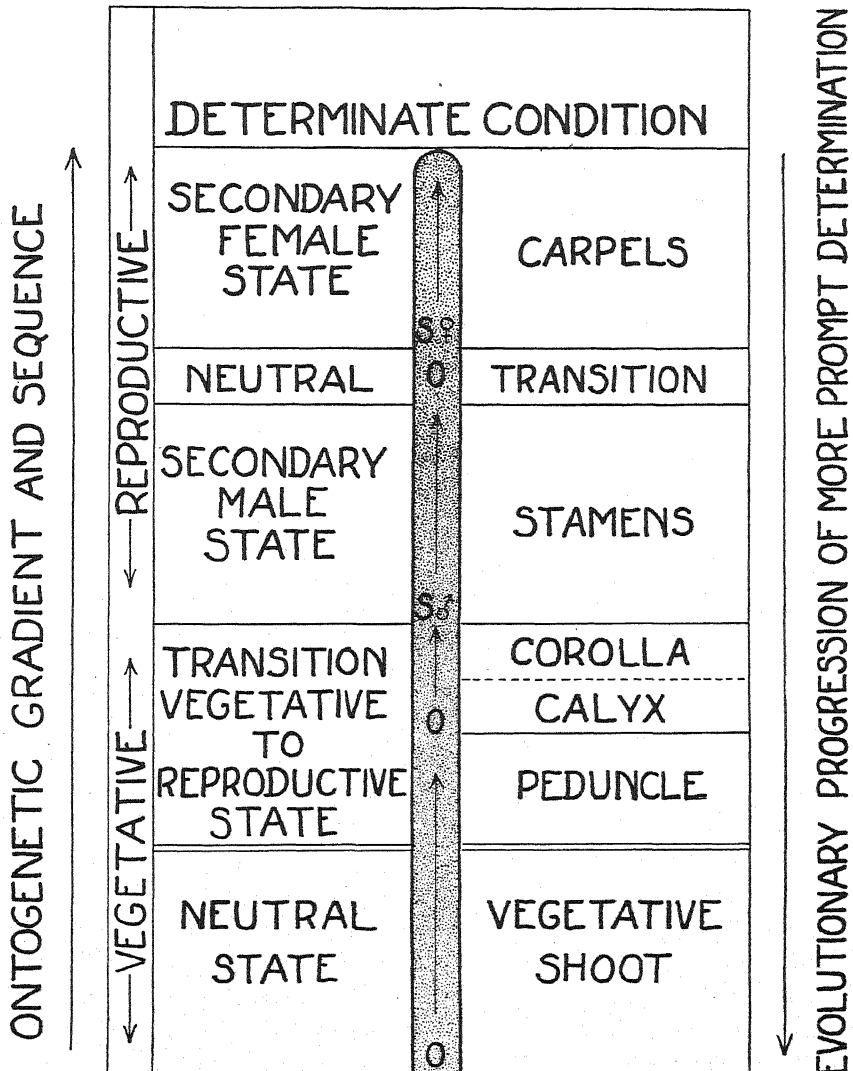 DETERMINATE CONDITION
SECONDARY
FEMALE
STATE
CARPELS
S♀
NEUTRAL
O
TRANSITION
SECONDARY
MALE
STATE
STAMENS
S♂
TRANSITION
VEGETATIVE
TO
REPRODUCTIVE
STATE
O
COROLLA
CALYX
PEDUNCLE
NEUTRAL
STATE
VEGETATIVE
SHOOT
O
ONTOGENETIC GRADIENT AND SEQUENCE
REPRODUCTIVE
VEGETATIVE
EVOLUTIONARY PROGRESSION OF MORE PROMPT DETERMINATION